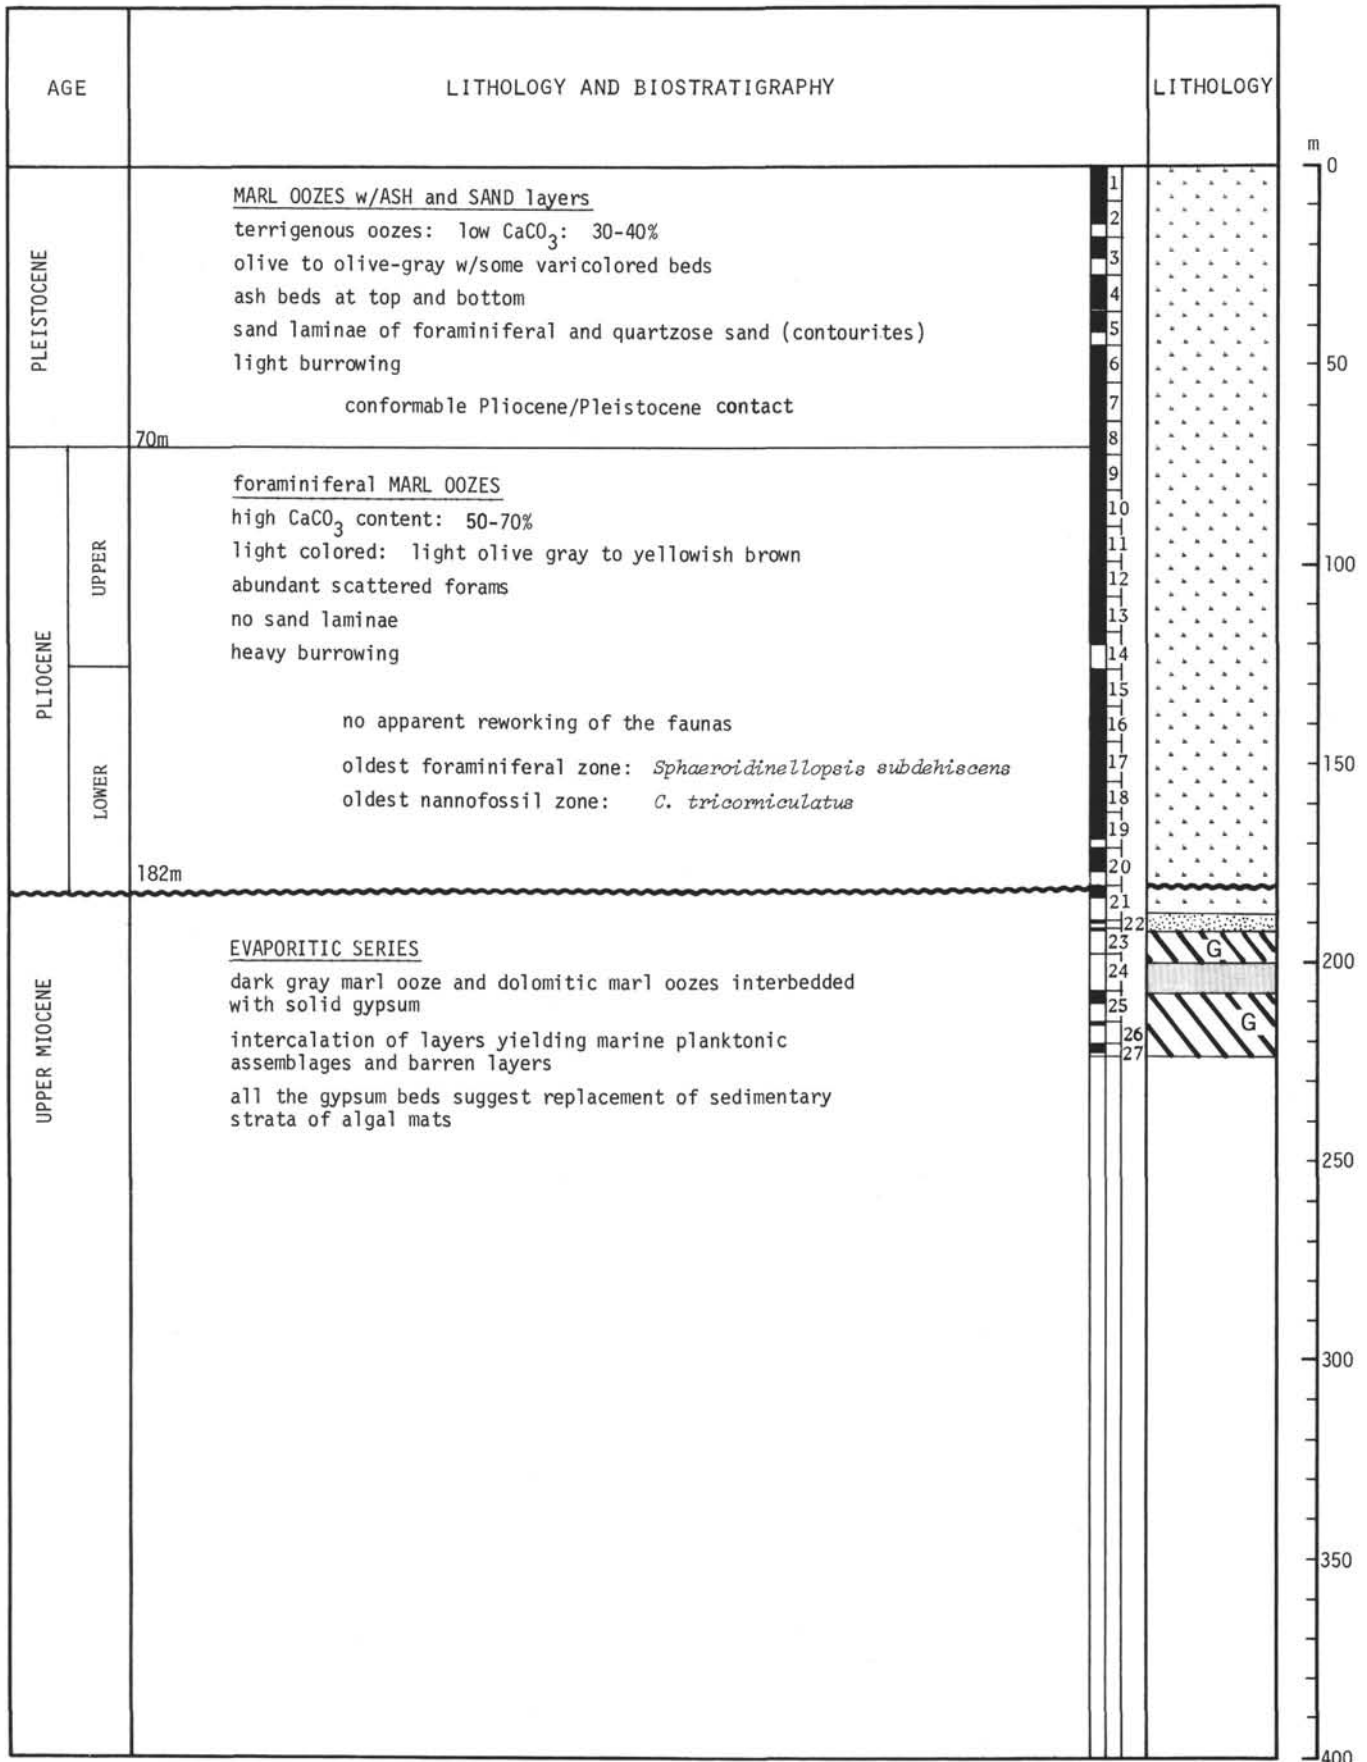 AGE
LITHOLOGY AND BIOSTRATIGRAPHY
LITHOLOGY
m
0
50
100
150
200
250
300
350
400
PLEISTOCENE
MARL OOZES w/ASH and SAND layers
terrigenous oozes: low CaCO3: 30-40%
olive to olive-gray w/some varicolored beds
ash beds at top and bottom
sand laminae of foraminiferal and quartzose sand (contourites)
light burrowing
conformable Pliocene/Pleistocene contact
70m
PLIOCENE
UPPER
LOWER
foraminiferal MARL OOZES
high CaCO3 content: 50-70%
light colored: light olive gray to yellowish brown
abundant scattered forams
no sand laminae
heavy burrowing
no apparent reworking of the faunas
oldest foraminiferal zone: Sphaeroidinellopsis subdehiscens
oldest nannofossil zone: C. tricorniculatus
182m
UPPER MIOCENE
EVAPORITIC SERIES
dark gray marl ooze and dolomitic marl oozes interbedded
with solid gypsum
intercalation of layers yielding marine planktonic
assemblages and barren layers
all the gypsum beds suggest replacement of sedimentary
strata of algal mats
1
2
3
4
5
6
7
8
9
10
11
12
13
14
15
16
17
18
19
20
21
22
23
24
25
26
27
G
G